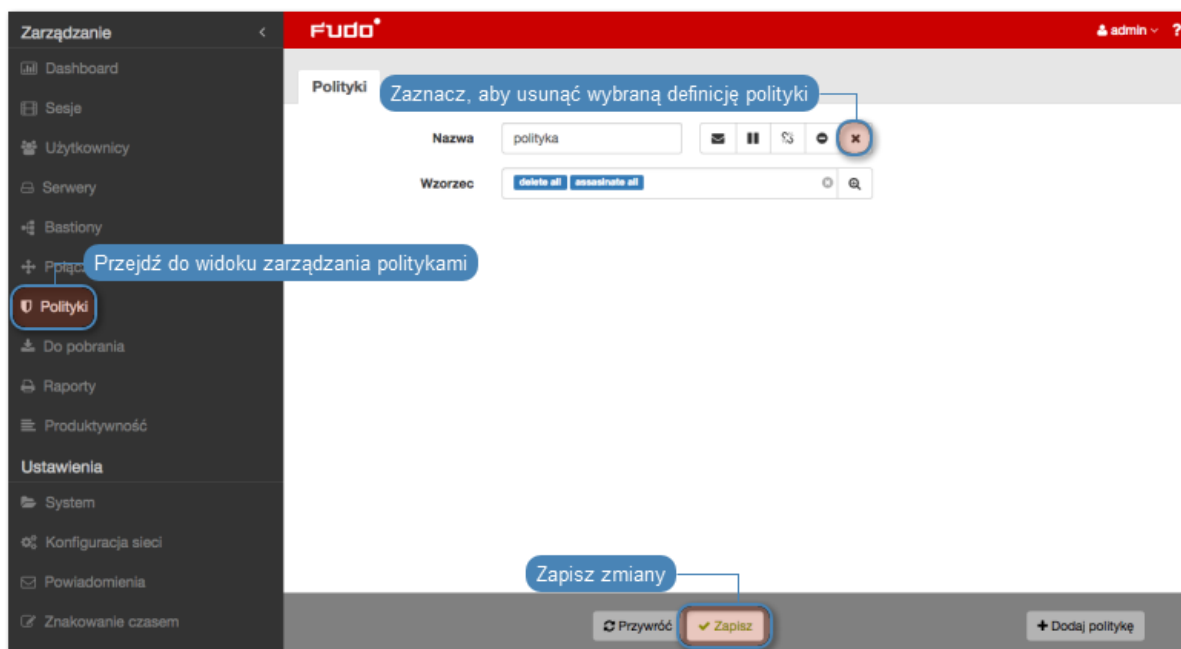 Zarządzanie
FUDO
admin
?
Dashboard
Sesje
Użytkownicy
Serwery
Bastiony
Przejdź do widoku zarządzania politykami
Polityki
Do pobrania
Raporty
Produktywność
Ustawienia
System
Konfiguracja sieci
Powiadomienia
Znakowanie czasem
Polityki
Zaznacz, aby usunąć wybraną definicję polityki
Nazwa
polityka
Wzorzec
delete all assasinate all
Zapisz zmiany
Przywróć
Zapisz
Dodaj politykę